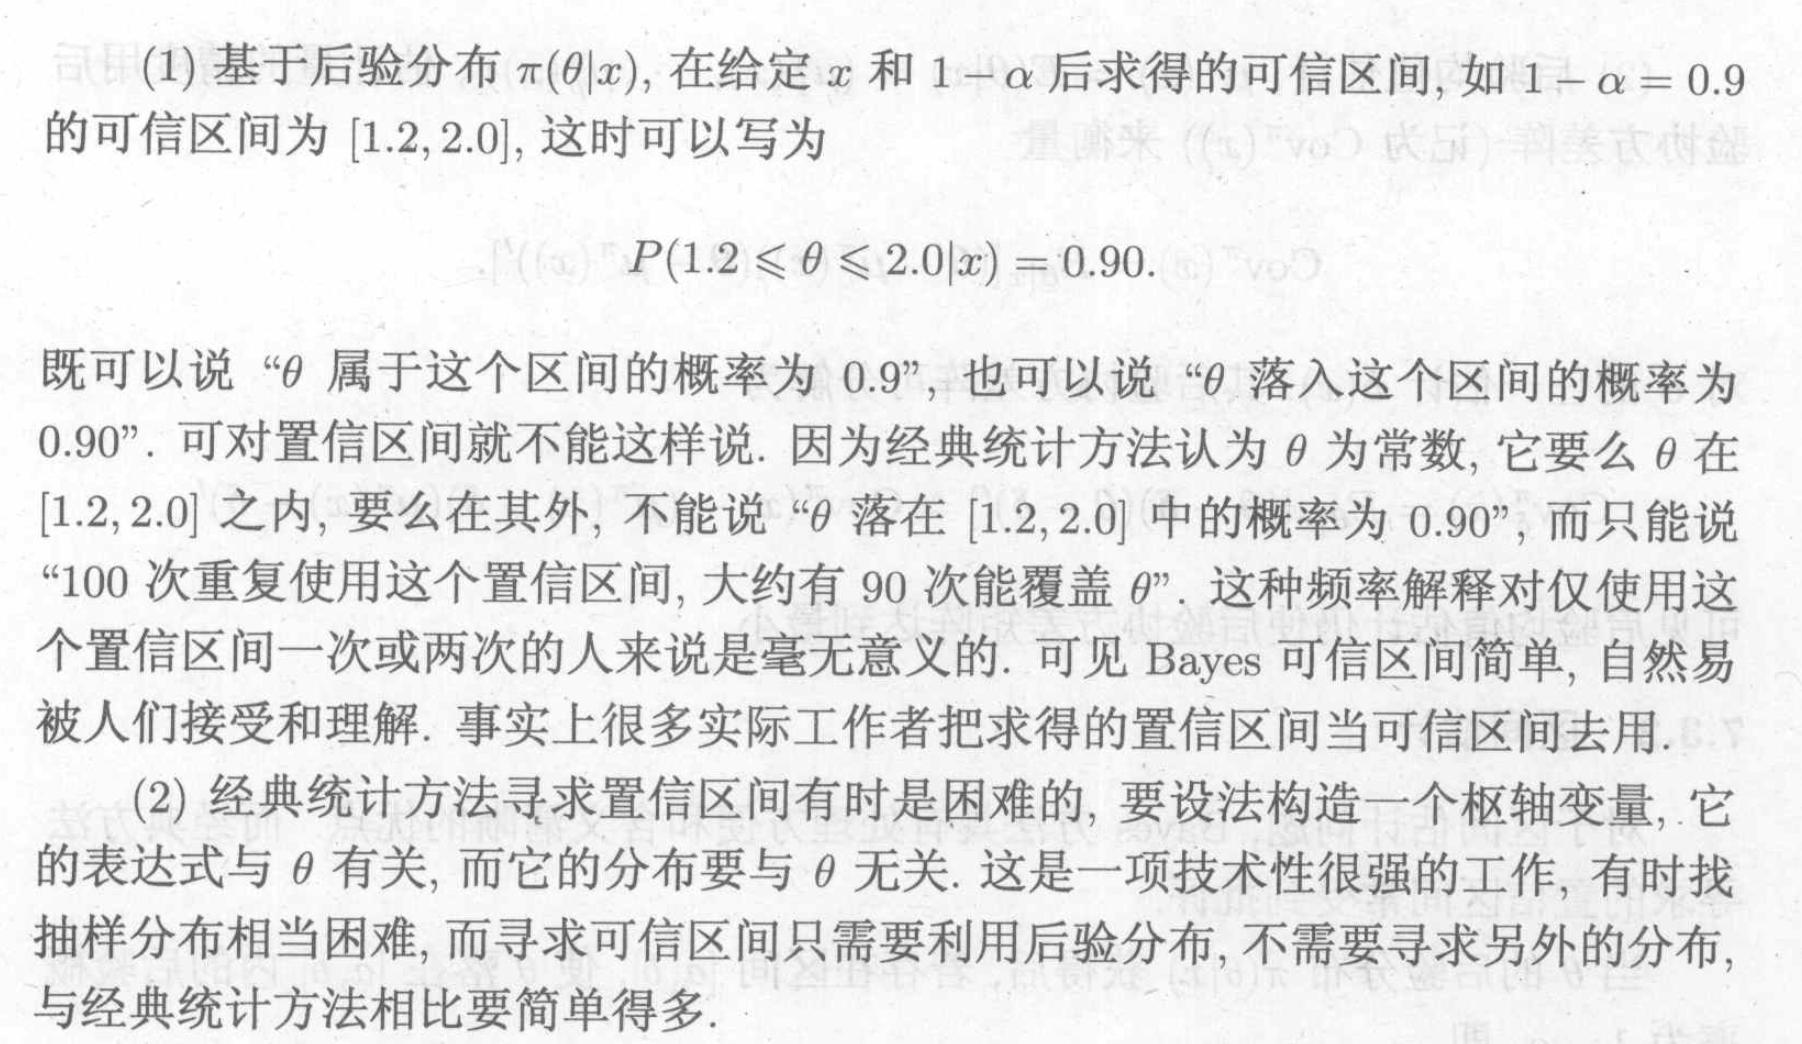 (1) 基于后验分布 π(θ|x), 在给定 x 和 1 − α 后求得的可信区间, 如 1 − α = 0.9
的可信区间为 [1.2, 2.0], 这时可以写为
P(1.2 ⩽ θ ⩽ 2.0|x) = 0.90.
既可以说 “θ 属于这个区间的概率为 0.9”, 也可以说 “θ 落入这个区间的概率为
0.90”. 可对置信区间就不能这样说. 因为经典统计方法认为 θ 为常数, 它要么 θ 在
[1.2, 2.0] 之内, 要么在其外, 不能说 “θ 落在 [1.2, 2.0] 中的概率为 0.90”, 而只能说
“100 次重复使用这个置信区间, 大约有 90 次能覆盖 θ”. 这种频率解释对仅使用这
个置信区间一次或两次的人来说是毫无意义的. 可见 Bayes 可信区间简单, 自然易
被人们接受和理解. 事实上很多实际工作者把求得的置信区间当可信区间去用.
(2) 经典统计方法寻求置信区间有时是困难的, 要设法构造一个枢轴变量, 它
的表达式与 θ 有关, 而它的分布要与 θ 无关. 这是一项技术性很强的工作, 有时找
抽样分布相当困难, 而寻求可信区间只需要利用后验分布, 不需要寻求另外的分布,
与经典统计方法相比要简单得多.